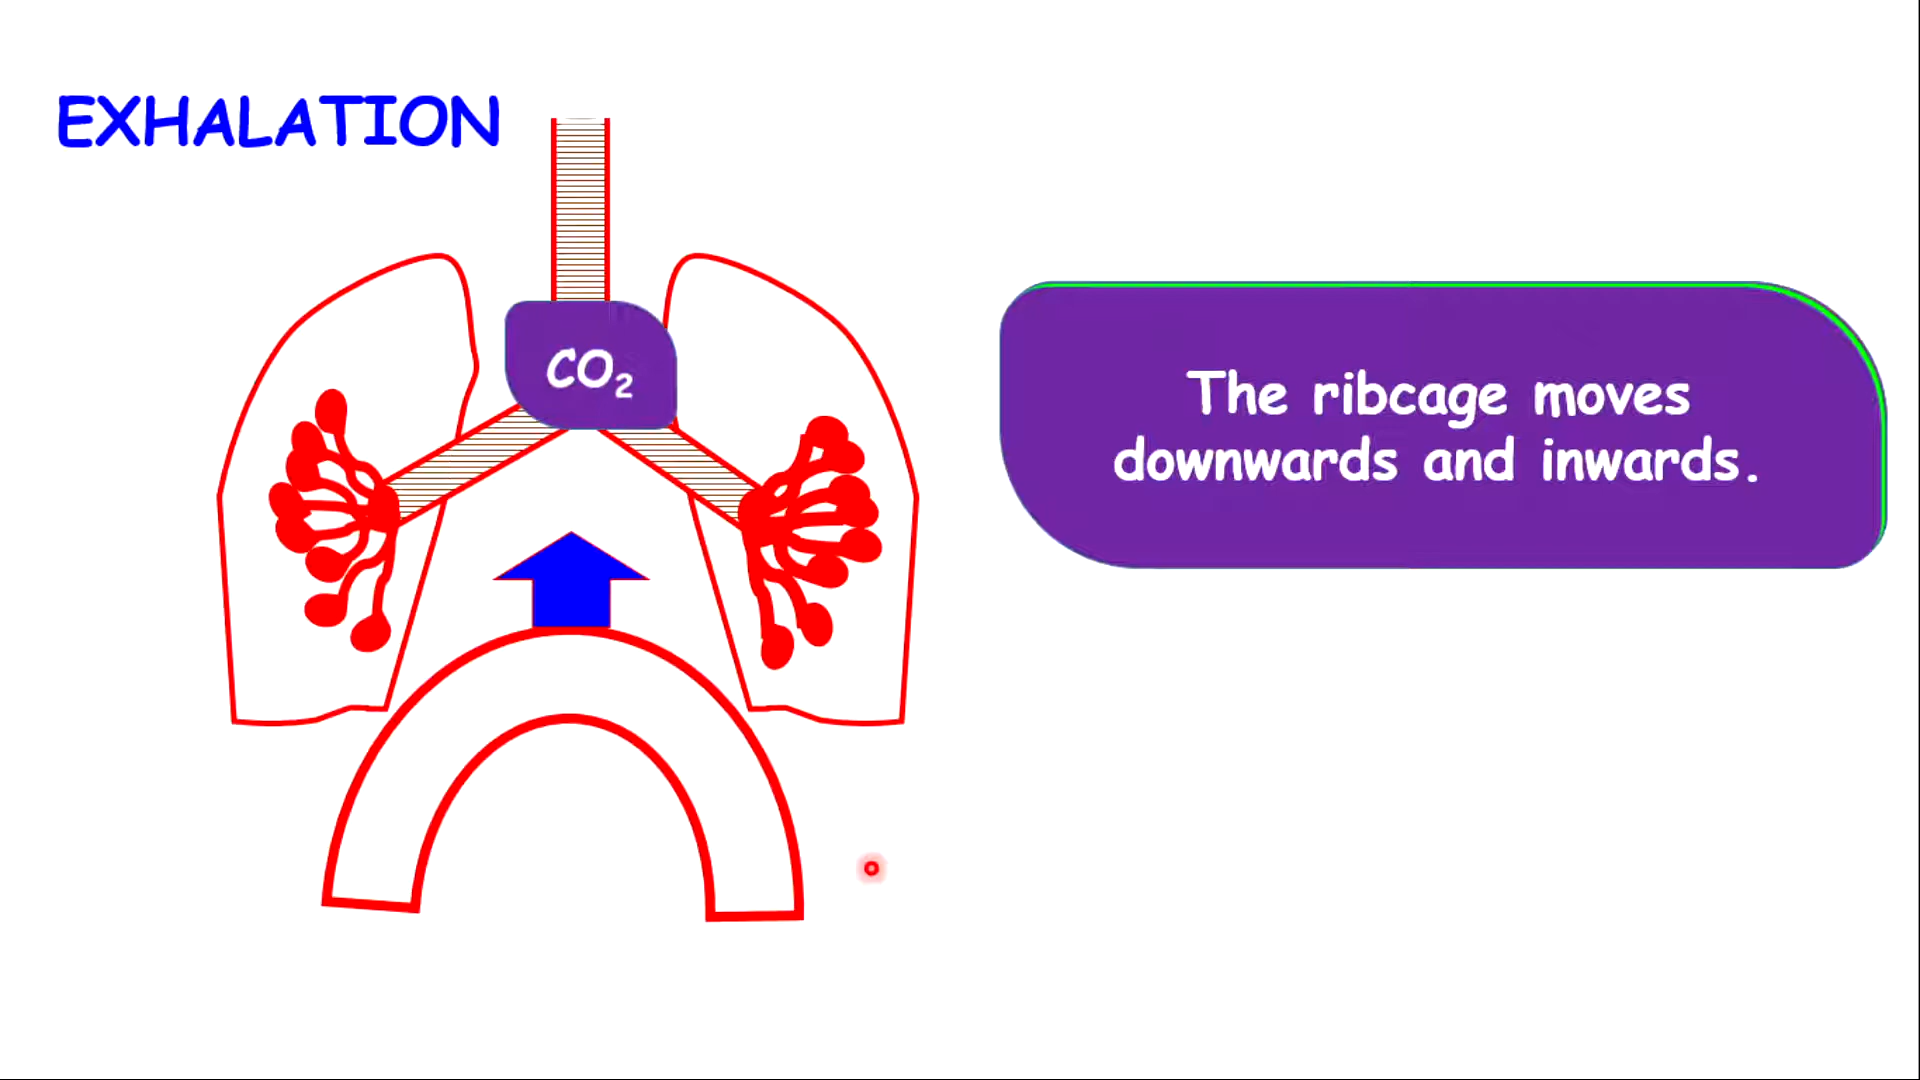 EXHALATION
CO₂
The ribcage moves
downwards and inwards.